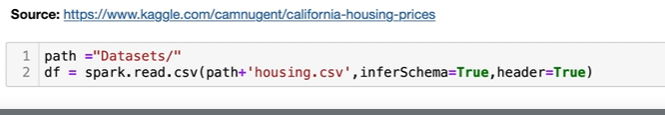 Source: https://www.kaggle.com/camnugent/california-housing-prices
1 path ="Datasets/"
2 df = spark.read.csv(path+'housing.csv',inferSchema=True,header=True)